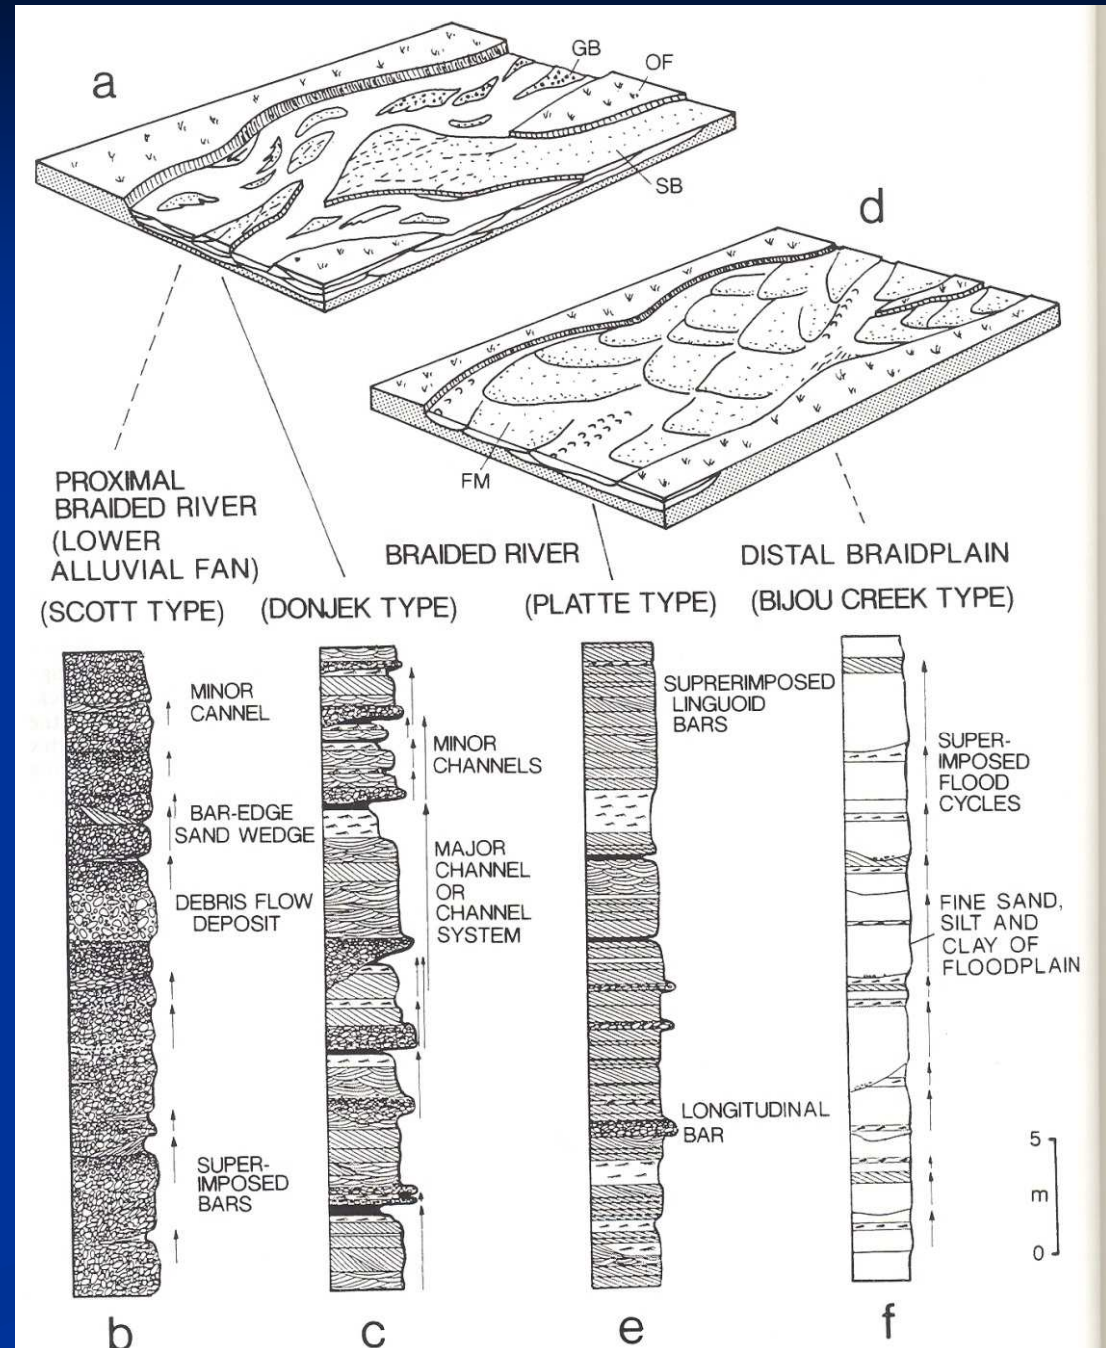 a
GB
OF
SB
d
FM
PROXIMAL
BRAIDED RIVER
(LOWER
ALLUVIAL FAN)
(SCOTT TYPE)
(DONJEK TYPE)
BRAIDED RIVER
(PLATTE TYPE)
DISTAL BRAIDPLAIN
(BIJOU CREEK TYPE)
MINOR
CANNEL
BAR-EDGE
SAND WEDGE
DEBRIS FLOW
DEPOSIT
SUPER-
IMPOSED
BARS
b
MINOR
CHANNELS
MAJOR
CHANNEL
OR
CHANNEL
SYSTEM
c
SUPRERIMPOSED
LINGUOID
BARS
LONGITUDINAL
BAR
e
SUPER-
IMPOSED
FLOOD
CYCLES
FINE SAND,
SILT AND
CLAY OF
FLOODPLAIN
5
m
0
f